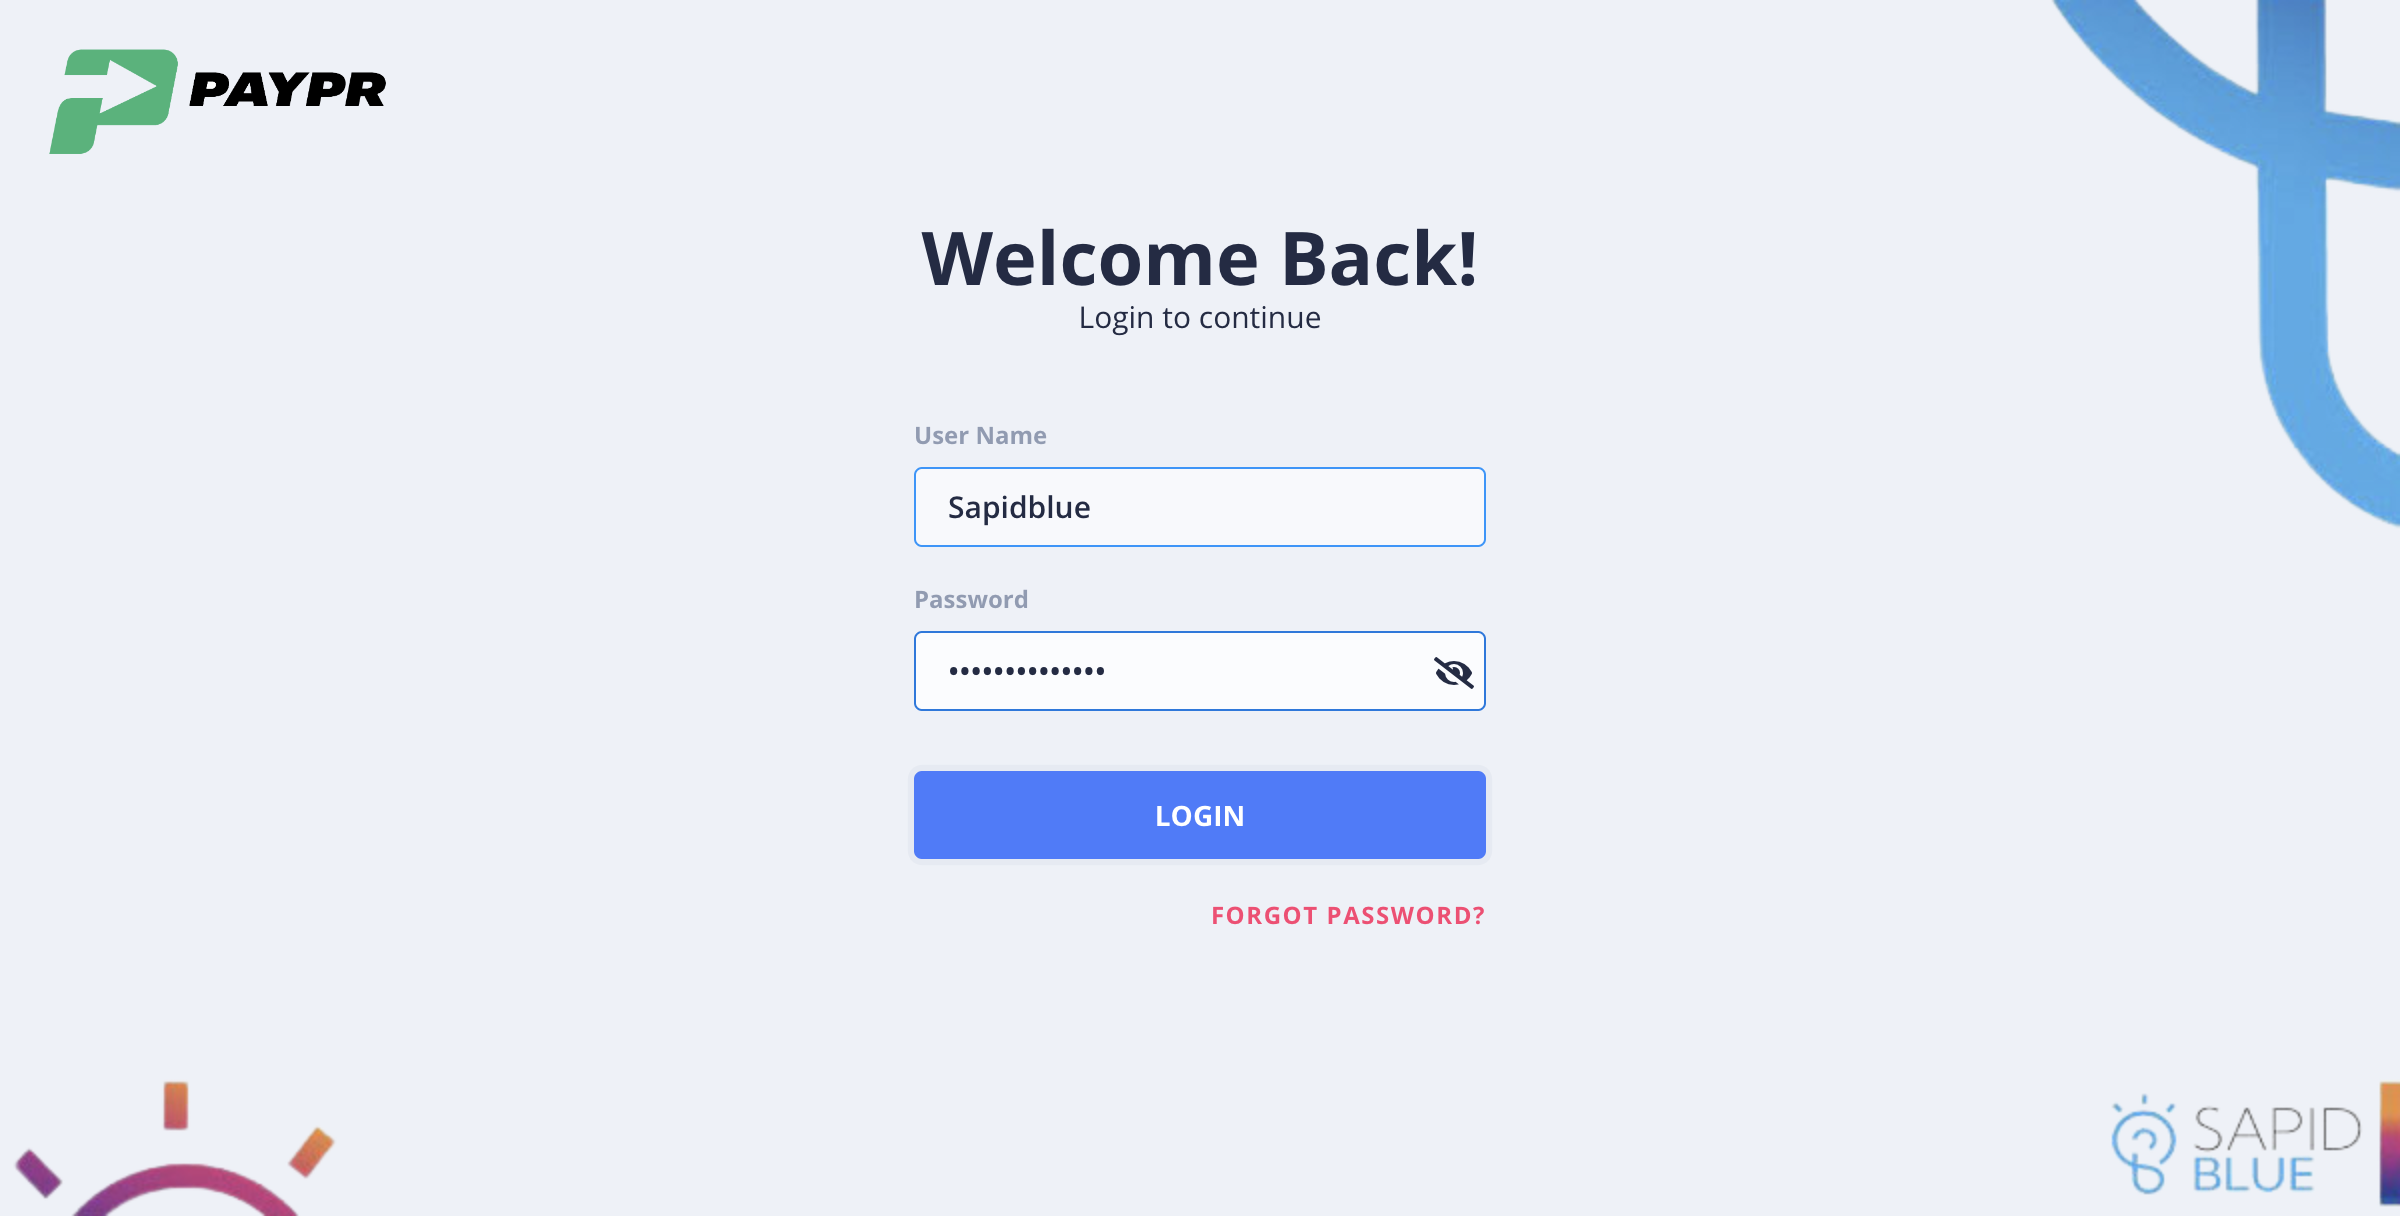 PAYPR
Welcome Back!
Login to continue
User Name
Sapidblue
Password
••••••••••••••
LOGIN
FORGOT PASSWORD?
SAPID
BLUE